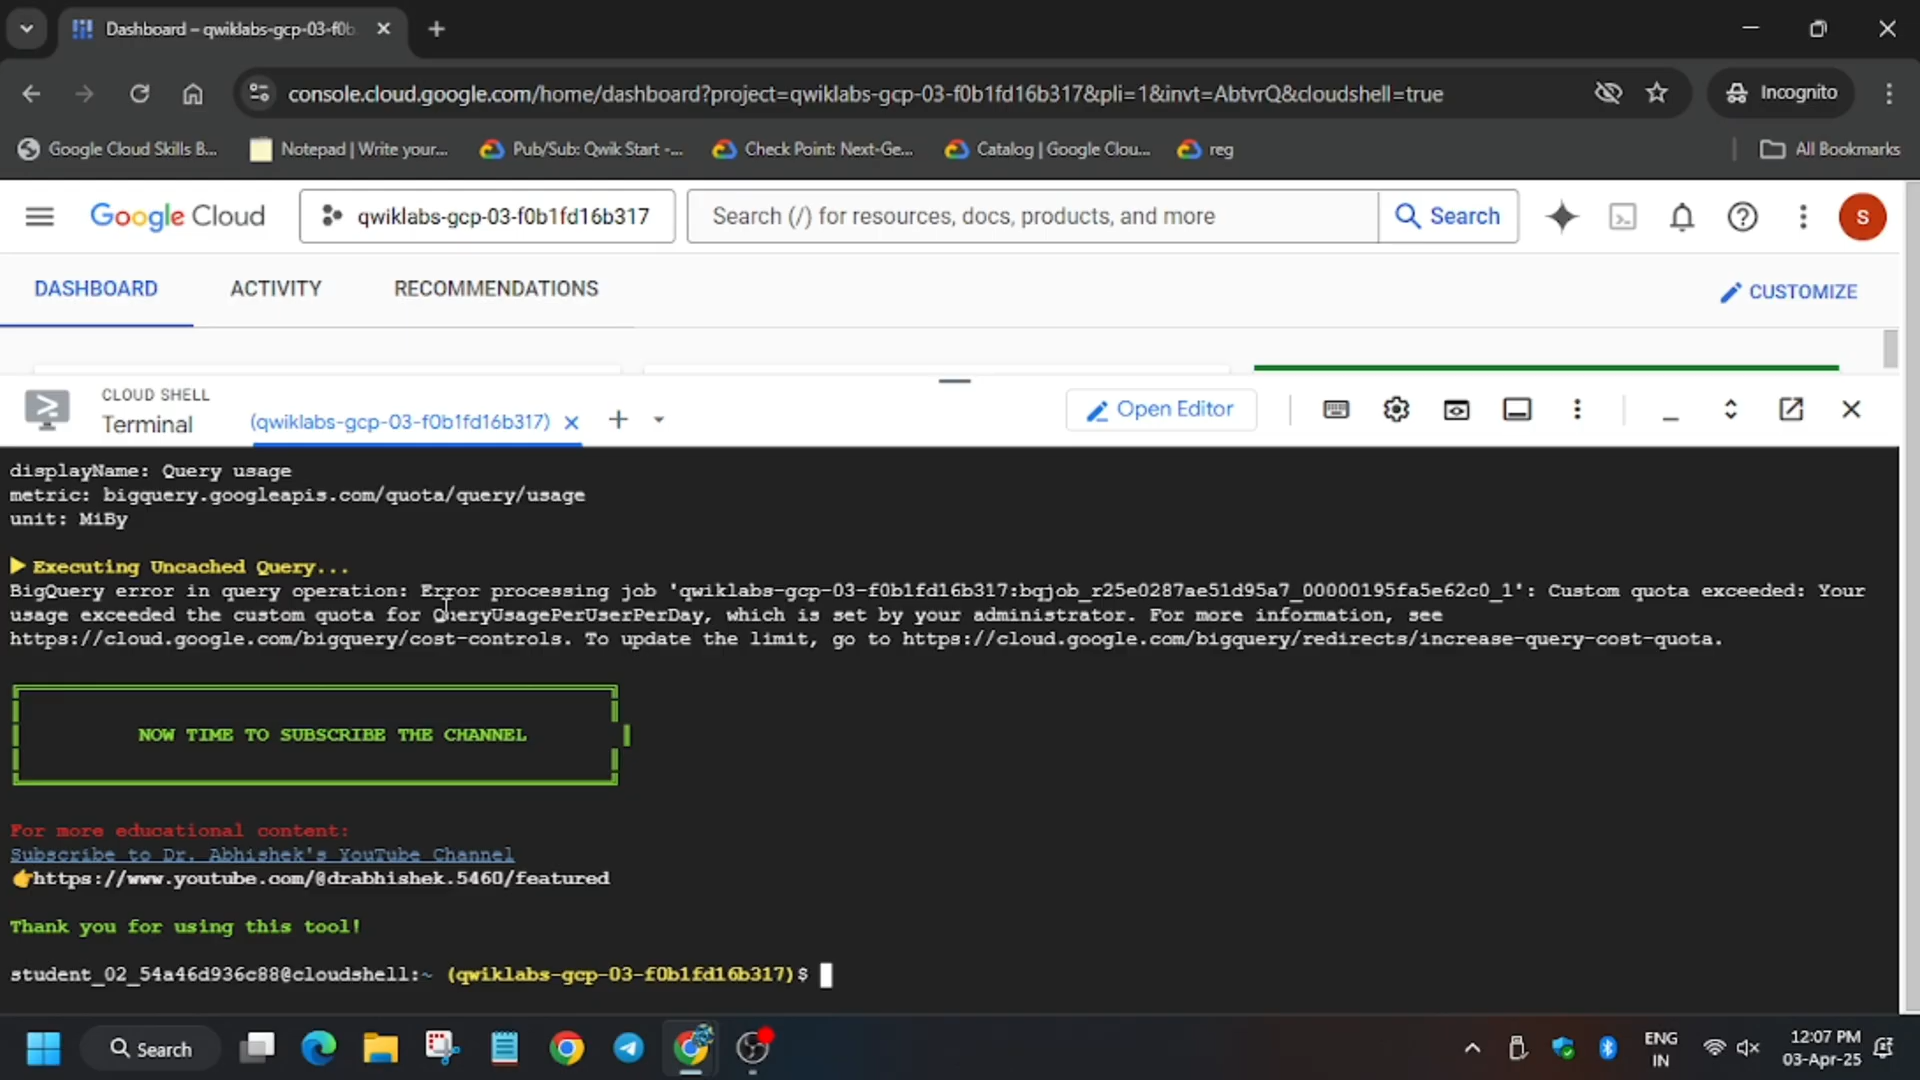 Dashboard – qwiklabs-gcp-03-f0b
console.cloud.google.com/home/dashboard?project=qwiklabs-gcp-03-f0b1fd16b317&pli=1&invt=AbtvrQ&cloudshell=true
Incognito
Google Cloud Skills B...
Notepad | Write your...
Pub/Sub: Qwik Start -...
Check Point: Next-Ge...
Catalog | Google Clou...
reg
All Bookmarks
Google Cloud
qwiklabs-gcp-03-f0b1fd16b317
Search (/) for resources, docs, products, and more
Search
S
DASHBOARD
ACTIVITY
RECOMMENDATIONS
CUSTOMIZE
CLOUD SHELL
Terminal
(qwiklabs-gcp-03-f0b1fd16b317)
Open Editor
displayName: Query usage
metric: bigquery.googleapis.com/quota/query/usage
unit: MiBy
▶ Executing Uncached Query...
BigQuery error in query operation: Error processing job 'qwiklabs-gcp-03-f0b1fd16b317:bqjob_r25e0287ae51d95a7_00000195fa5e62c0_1': Custom quota exceeded: Your
usage exceeded the custom quota for QueryUsagePerUserPerDay, which is set by your administrator. For more information, see
https://cloud.google.com/bigquery/cost-controls. To update the limit, go to https://cloud.google.com/bigquery/redirects/increase-query-cost-quota.
NOW TIME TO SUBSCRIBE THE CHANNEL
For more educational content:
Subscribe to Dr. Abhishek's YouTube Channel
👉https://www.youtube.com/@drabhishek.5460/featured
Thank you for using this tool!
student_02_54a46d936c88@cloudshell:~ (qwiklabs-gcp-03-f0b1fd16b317)$
Search
ENG
IN
12:07 PM
03-Apr-25